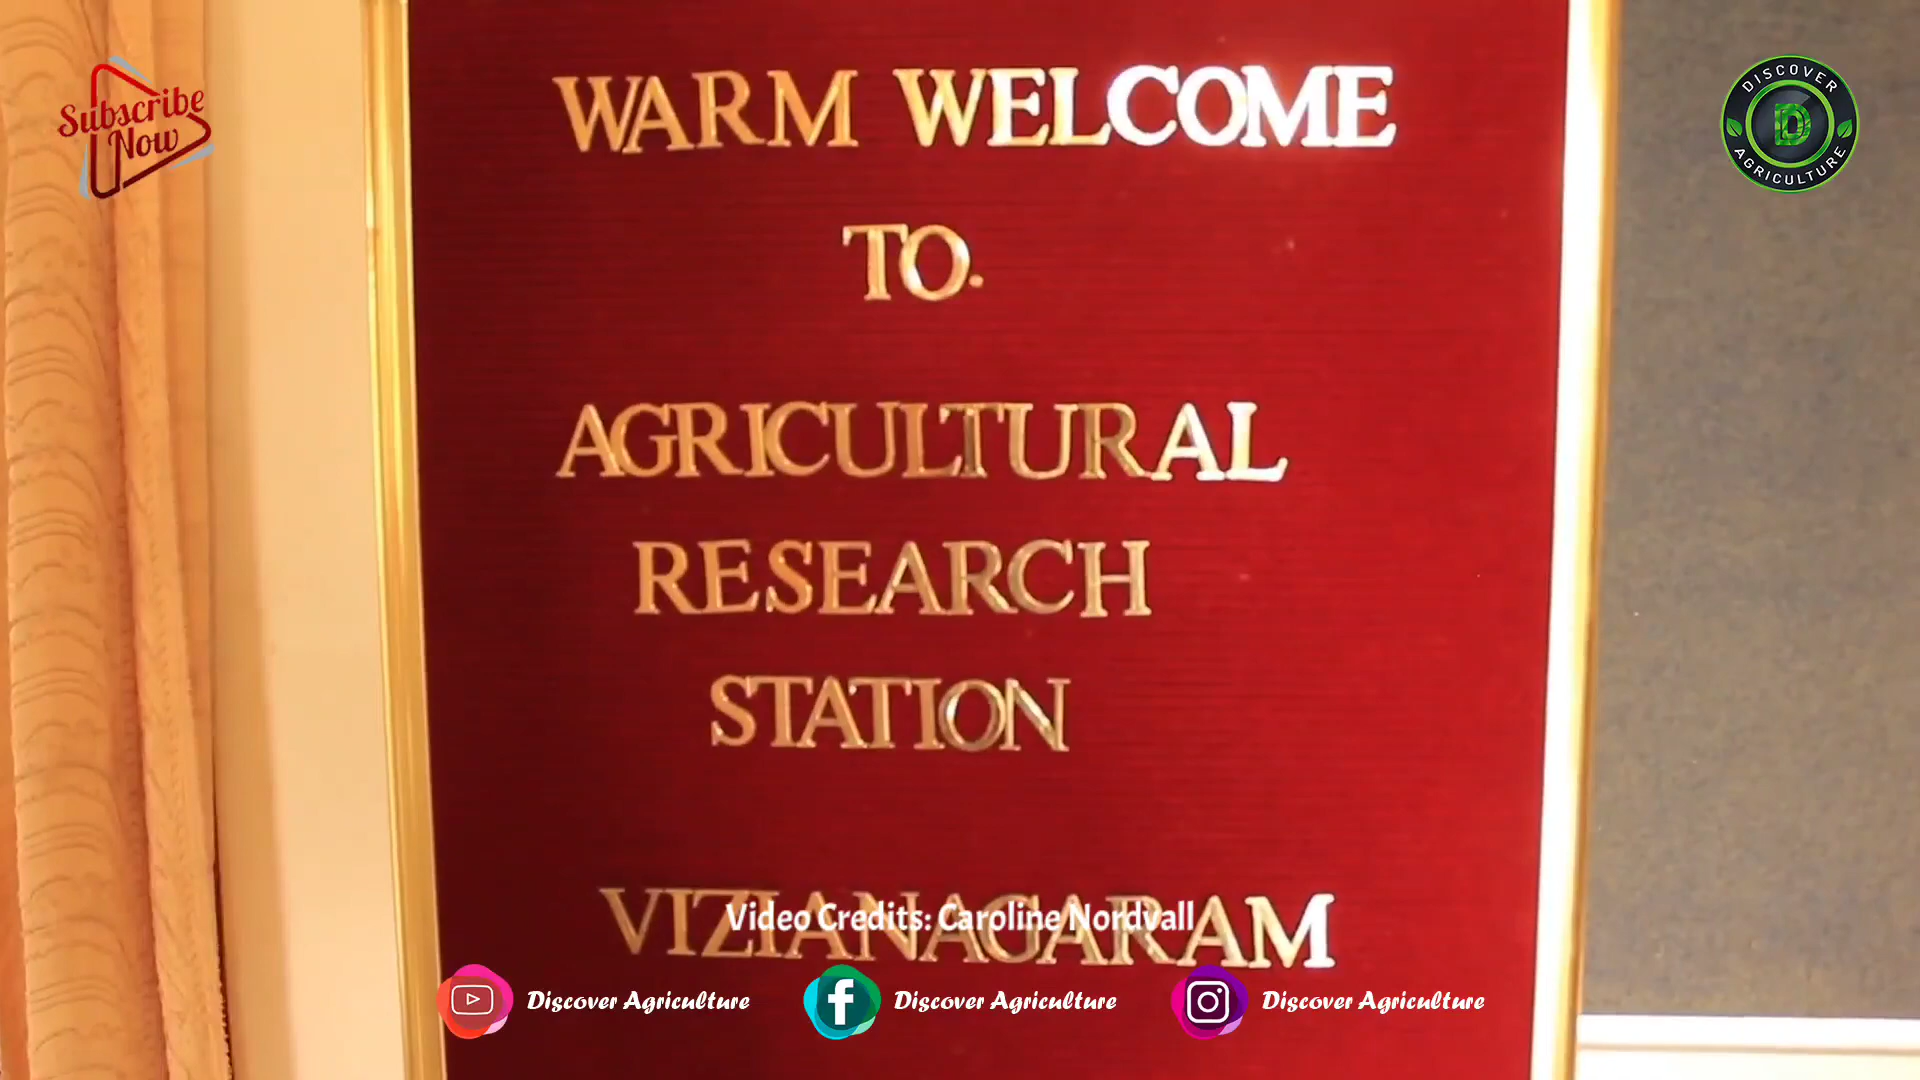 Subscribe
Now
DISCOVER
D
AGRICULTURE
WARM WELCOME
TO.
AGRICULTURAL
RESEARCH
STATION
VIZIANAGARAM
Video Credits: Caroline Nordvall
Discover Agriculture
Discover Agriculture
Discover Agriculture